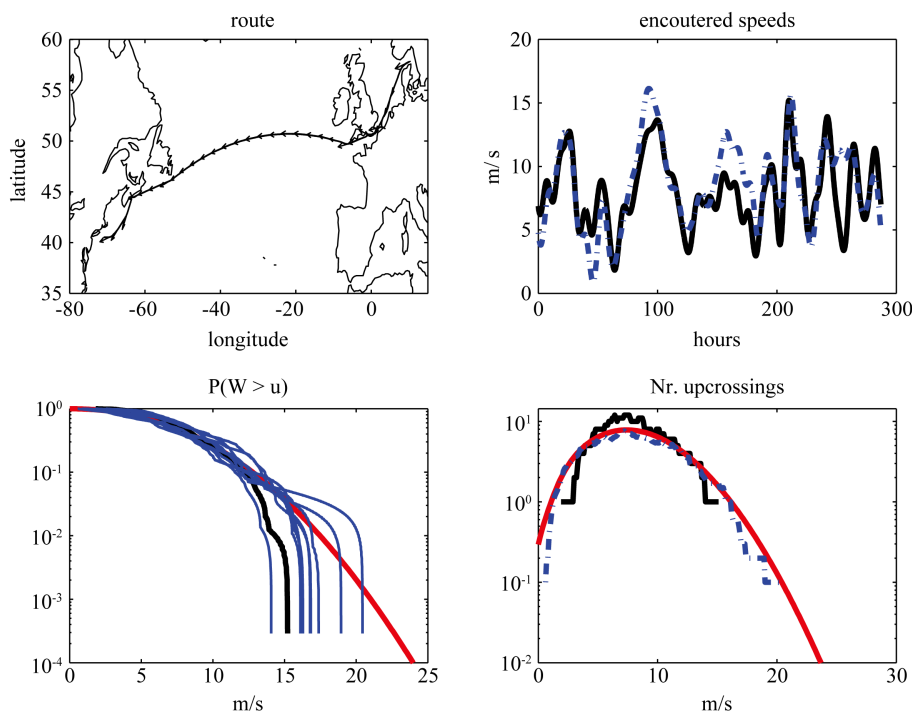 route
60
55
50
45
40
35
latitude
-80 -60 -40 -20 0
longitude
encoutered speeds
20
15
10
5
0
m/s
0 100 200 300
hours
P(W > u)
10^0
10^-1
10^-2
10^-3
10^-4
0 5 10 15 20 25
m/s
Nr. upcrossings
10^1
10^0
10^-1
10^-2
0 10 20 30
m/s